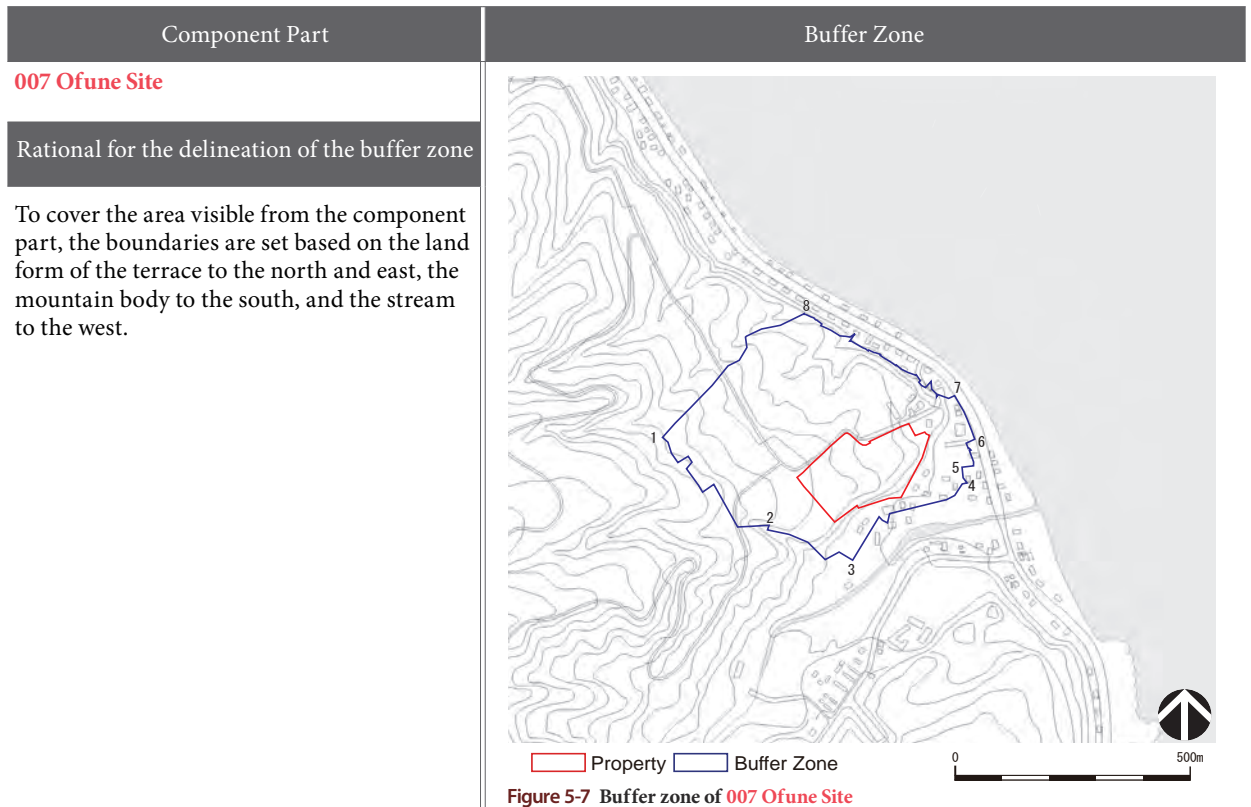 Component Part
Buffer Zone
007 Ofune Site
Rational for the delineation of the buffer zone
To cover the area visible from the component
part, the boundaries are set based on the land
form of the terrace to the north and east, the
mountain body to the south, and the stream
to the west.
8
7
1
6
5
4
2
3
Property
Buffer Zone
0
500m
Figure 5-7 Buffer zone of 007 Ofune Site